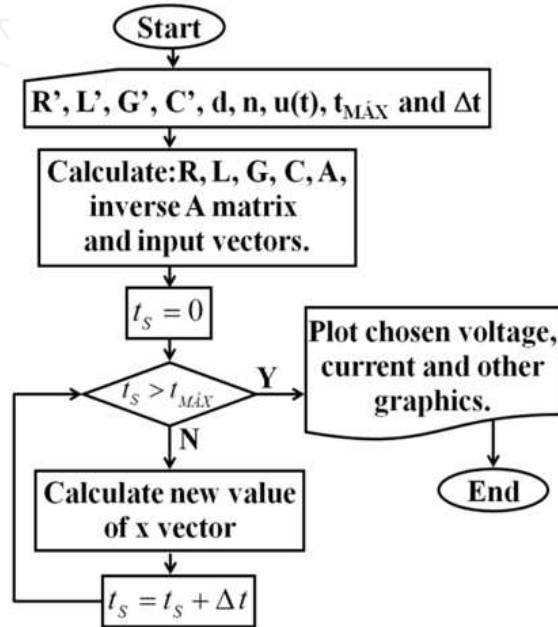 Start
R’, L’, G’, C’, d, n, u(t), tMÁX and Δt
Calculate:R, L, G, C, A,
inverse A matrix
and input vectors.
tS = 0
tS > tMÁX
Y
N
Plot chosen voltage,
current and other
graphics.
End
Calculate new value
of x vector
tS = tS + Δt